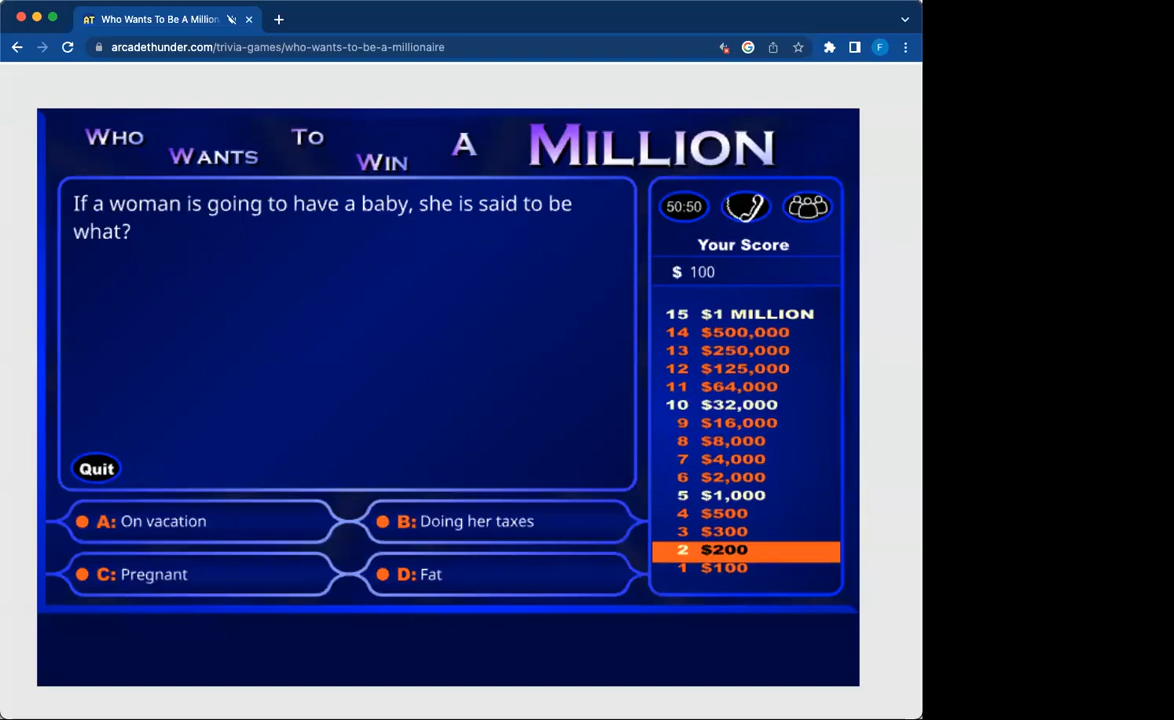 Who Wants To Be A Million
arcadethunder.com/trivia-games/who-wants-to-be-a-millionaire
F
WHO WANTS TO WIN A MILLION
If a woman is going to have a baby, she is said to be
what?
Quit
A: On vacation
B: Doing her taxes
C: Pregnant
D: Fat
50:50
Your Score
$ 100
15 $1 MILLION
14 $500,000
13 $250,000
12 $125,000
11 $64,000
10 $32,000
9 $16,000
8 $8,000
7 $4,000
6 $2,000
5 $1,000
4 $500
3 $300
2 $200
1 $100